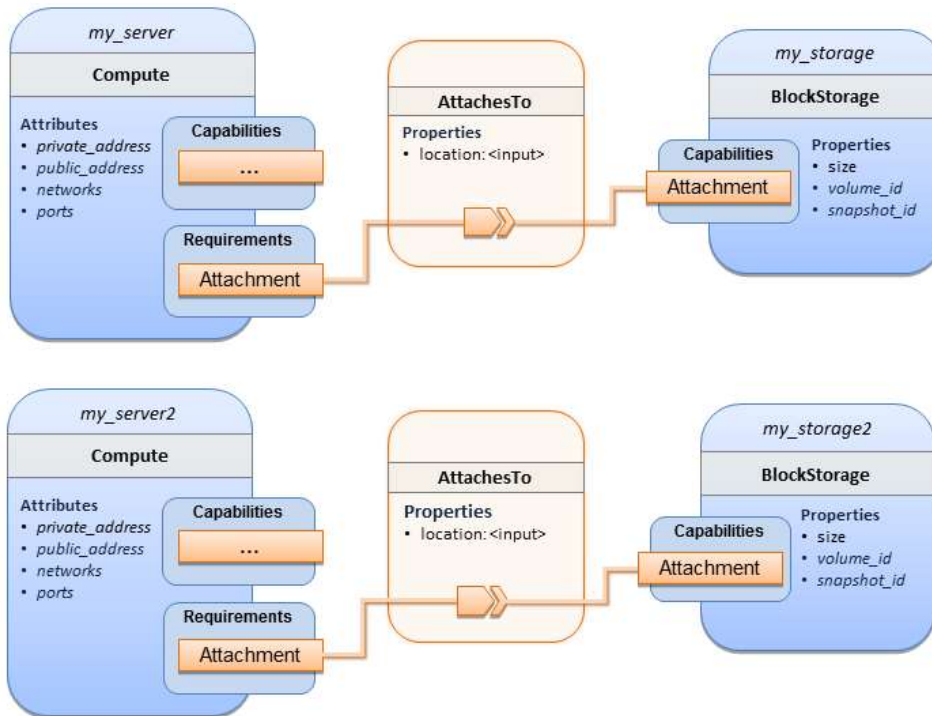 my_server
Compute
Attributes
• private_address
• public_address
• networks
• ports
Capabilities
...
Requirements
Attachment
AttachesTo
Properties
• location: <input>
my_storage
BlockStorage
Capabilities
Attachment
Properties
• size
• volume_id
• snapshot_id
my_server2
Compute
Attributes
• private_address
• public_address
• networks
• ports
Capabilities
...
Requirements
Attachment
AttachesTo
Properties
• location: <input>
my_storage2
BlockStorage
Capabilities
Attachment
Properties
• size
• volume_id
• snapshot_id